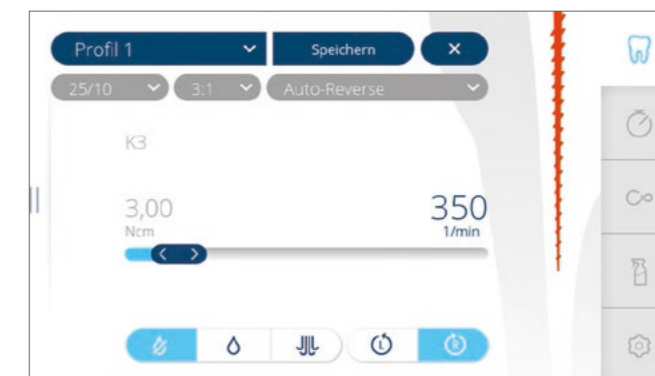 Profil 1 Speichern ×
25/10 3:1 Auto-Reverse
K3
3,00 350
Ncm 1/min
L R